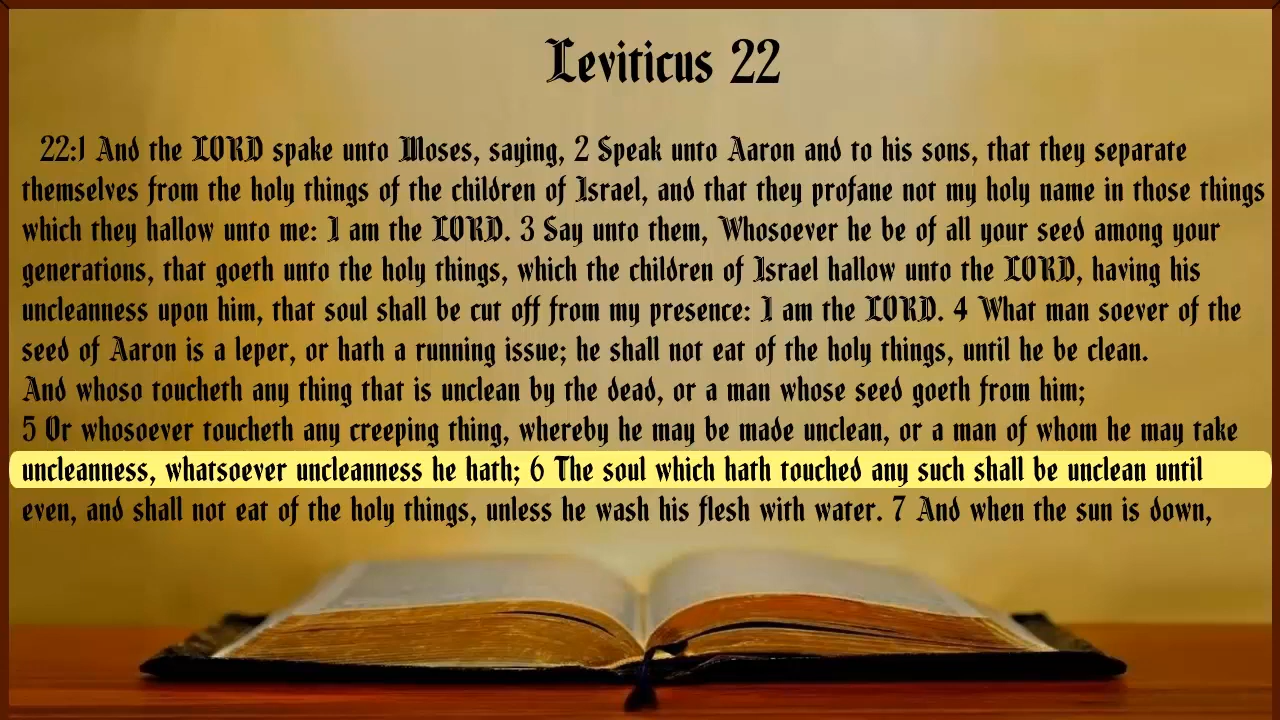 Leviticus 22
22:1 And the LORD spake unto Moses, saying, 2 Speak unto Aaron and to his sons, that they separate
themselves from the holy things of the children of Israel, and that they profane not my holy name in those things
which they hallow unto me: I am the LORD. 3 Say unto them, Whosoever he be of all your seed among your
generations, that goeth unto the holy things, which the children of Israel hallow unto the LORD, having his
uncleanness upon him, that soul shall be cut off from my presence: I am the LORD. 4 What man soever of the
seed of Aaron is a leper, or hath a running issue; he shall not eat of the holy things, until he be clean.
And whoso toucheth any thing that is unclean by the dead, or a man whose seed goeth from him;
5 Or whosoever toucheth any creeping thing, whereby he may be made unclean, or a man of whom he may take
uncleanness, whatsoever uncleanness he hath; 6 The soul which hath touched any such shall be unclean until
even, and shall not eat of the holy things, unless he wash his flesh with water. 7 And when the sun is down,